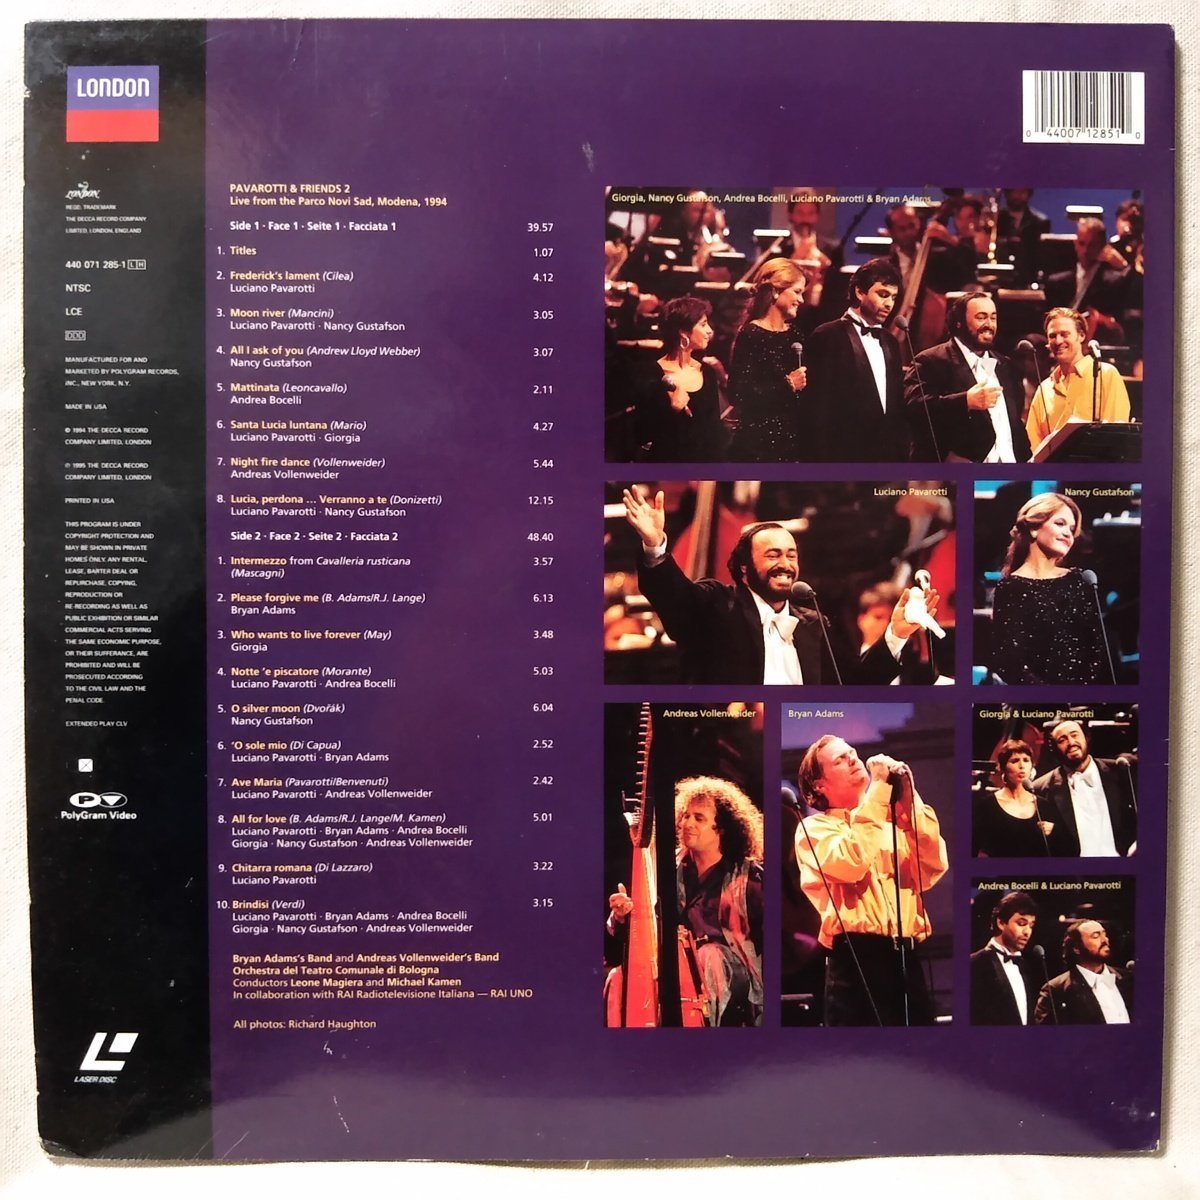 LONDON
LONDON
REGD. TRADEMARK
THE DECCA RECORD COMPANY
LIMITED, LONDON, ENGLAND
440 071 285-1 LH
NTSC
LCE
DDD
MANUFACTURED FOR AND
MARKETED BY POLYGRAM RECORDS,
INC., NEW YORK, N.Y.
MADE IN USA
℗ 1994 THE DECCA RECORD
COMPANY LIMITED, LONDON
© 1995 THE DECCA RECORD
COMPANY LIMITED, LONDON
PRINTED IN USA
THIS PROGRAM IS UNDER
COPYRIGHT PROTECTION AND
MAY BE SHOWN IN PRIVATE
HOMES ONLY. ANY RENTAL,
LEASE, BARTER DEAL OR
REPURCHASE, COPYING,
REPRODUCTION OR
RE-RECORDING AS WELL AS
PUBLIC EXHIBITION OR SIMILAR
COMMERCIAL ACTS SERVING
THE SAME ECONOMIC PURPOSE,
OR THEIR SUFFERANCE, ARE
PROHIBITED AND WILL BE
PROSECUTED ACCORDING
TO THE CIVIL LAW AND THE
PENAL CODE.
EXTENDED PLAY CLV
PV
PolyGram Video
LASER DISC
PAVAROTTI & FRIENDS 2
Live from the Parco Novi Sad, Modena, 1994
Side 1 · Face 1 · Seite 1 · Facciata 1 39.57
1. Titles 1.07
2. Frederick's lament (Cilea) 4.12
Luciano Pavarotti
3. Moon river (Mancini) 3.05
Luciano Pavarotti · Nancy Gustafson
4. All I ask of you (Andrew Lloyd Webber) 3.07
Nancy Gustafson
5. Mattinata (Leoncavallo) 2.11
Andrea Bocelli
6. Santa Lucia luntana (Mario) 4.27
Luciano Pavarotti · Giorgia
7. Night fire dance (Vollenweider) 5.44
Andreas Vollenweider
8. Lucia, perdona ... Verranno a te (Donizetti) 12.15
Luciano Pavarotti · Nancy Gustafson
Side 2 · Face 2 · Seite 2 · Facciata 2 48.40
1. Intermezzo from Cavalleria rusticana 3.57
(Mascagni)
2. Please forgive me (B. Adams/R.J. Lange) 6.13
Bryan Adams
3. Who wants to live forever (May) 3.48
Giorgia
4. Notte 'e piscatore (Morante) 5.03
Luciano Pavarotti · Andrea Bocelli
5. O silver moon (Dvořák) 6.04
Nancy Gustafson
6. 'O sole mio (Di Capua) 2.52
Luciano Pavarotti · Bryan Adams
7. Ave Maria (Pavarotti/Benvenuti) 2.42
Luciano Pavarotti · Andreas Vollenweider
8. All for love (B. Adams/R.J. Lange/M. Kamen) 5.01
Luciano Pavarotti · Bryan Adams · Andrea Bocelli
Giorgia · Nancy Gustafson · Andreas Vollenweider
9. Chitarra romana (Di Lazzaro) 3.22
Luciano Pavarotti
10. Brindisi (Verdi) 3.15
Luciano Pavarotti · Bryan Adams · Andrea Bocelli
Giorgia · Nancy Gustafson · Andreas Vollenweider
Bryan Adams's Band and Andreas Vollenweider's Band
Orchestra del Teatro Comunale di Bologna
Conductors Leone Magiera and Michael Kamen
In collaboration with RAI Radiotelevisione Italiana — RAI UNO
All photos: Richard Haughton
0 44007 12851 0
Giorgia, Nancy Gustafson, Andrea Bocelli, Luciano Pavarotti & Bryan Adams
Luciano Pavarotti
Nancy Gustafson
Andreas Vollenweider
Bryan Adams
Giorgia & Luciano Pavarotti
Andrea Bocelli & Luciano Pavarotti